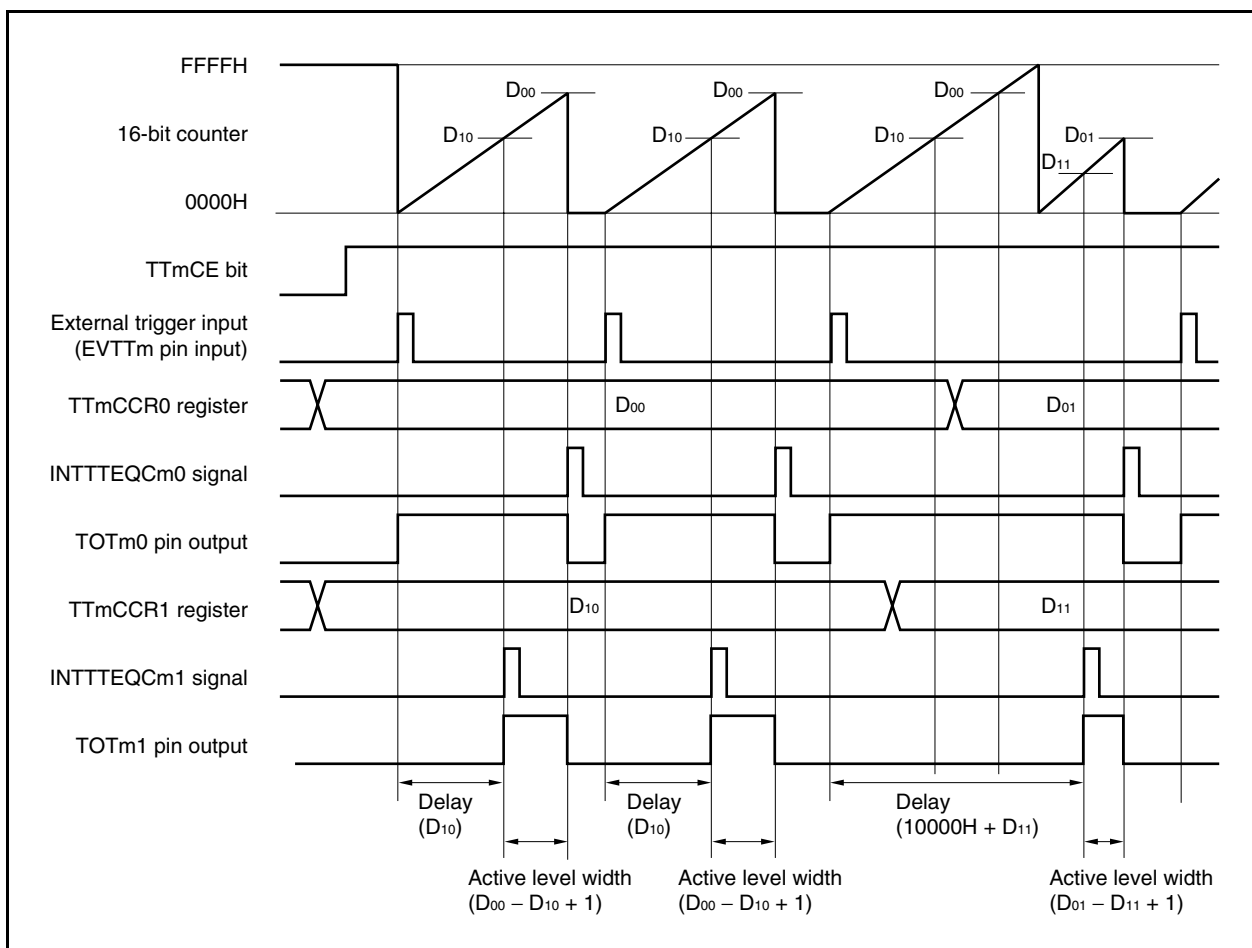 FFFFH
D00 D00 D00
16-bit counter
D10 D10 D10 D01
D11
0000H
TTmCE bit
External trigger input
(EVTTm pin input)
TTmCCR0 register
D00 D01
INTTTEQCm0 signal
TOTm0 pin output
TTmCCR1 register
D10 D11
INTTTEQCm1 signal
TOTm1 pin output
Delay
(D10)
Delay
(D10)
Delay
(10000H + D11)
Active level width
(D00 − D10 + 1)
Active level width
(D00 − D10 + 1)
Active level width
(D01 − D11 + 1)